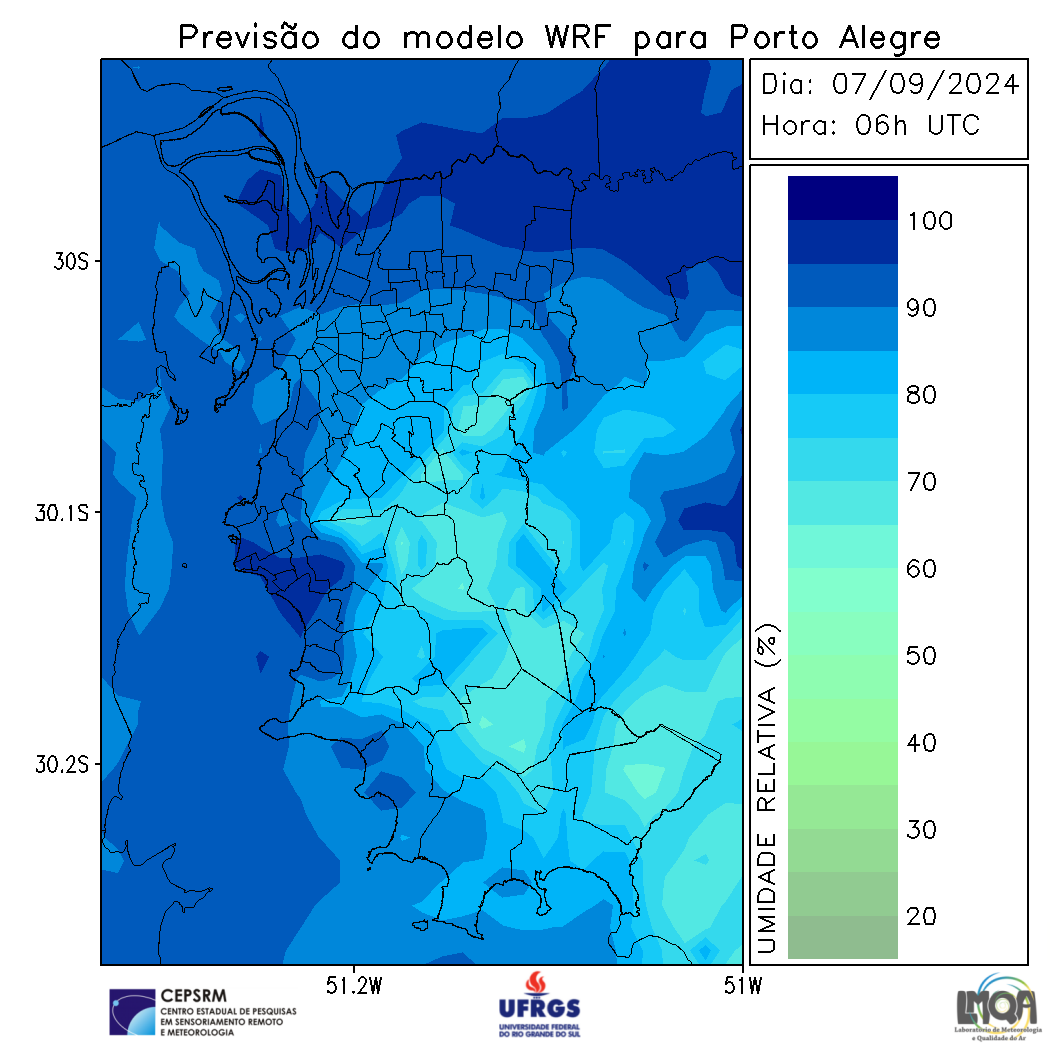 Previsão do modelo WRF para Porto Alegre
Dia: 07/09/2024
Hora: 06h UTC
30S
30.1S
30.2S
51.2W
51W
100
90
80
70
60
50
40
30
20
UMIDADE RELATIVA (%)
CEPSRM
CENTRO ESTADUAL DE PESQUISAS
EM SENSORIAMENTO REMOTO
E METEOROLOGIA
UFRGS
UNIVERSIDADE FEDERAL
DO RIO GRANDE DO SUL
LMQA
Laboratório de Meteorologia
e Qualidade do Ar